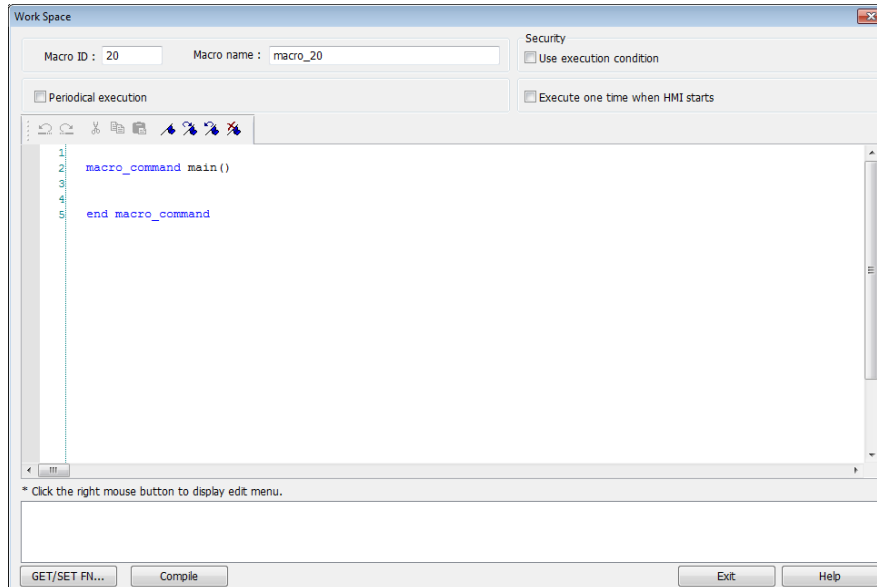 Work Space
Macro ID : 20 Macro name : macro_20
Security
Use execution condition
Periodical execution
Execute one time when HMI starts
1
2 macro_command main()
3
4
5 end macro_command
* Click the right mouse button to display edit menu.
GET/SET FN... Compile Exit Help